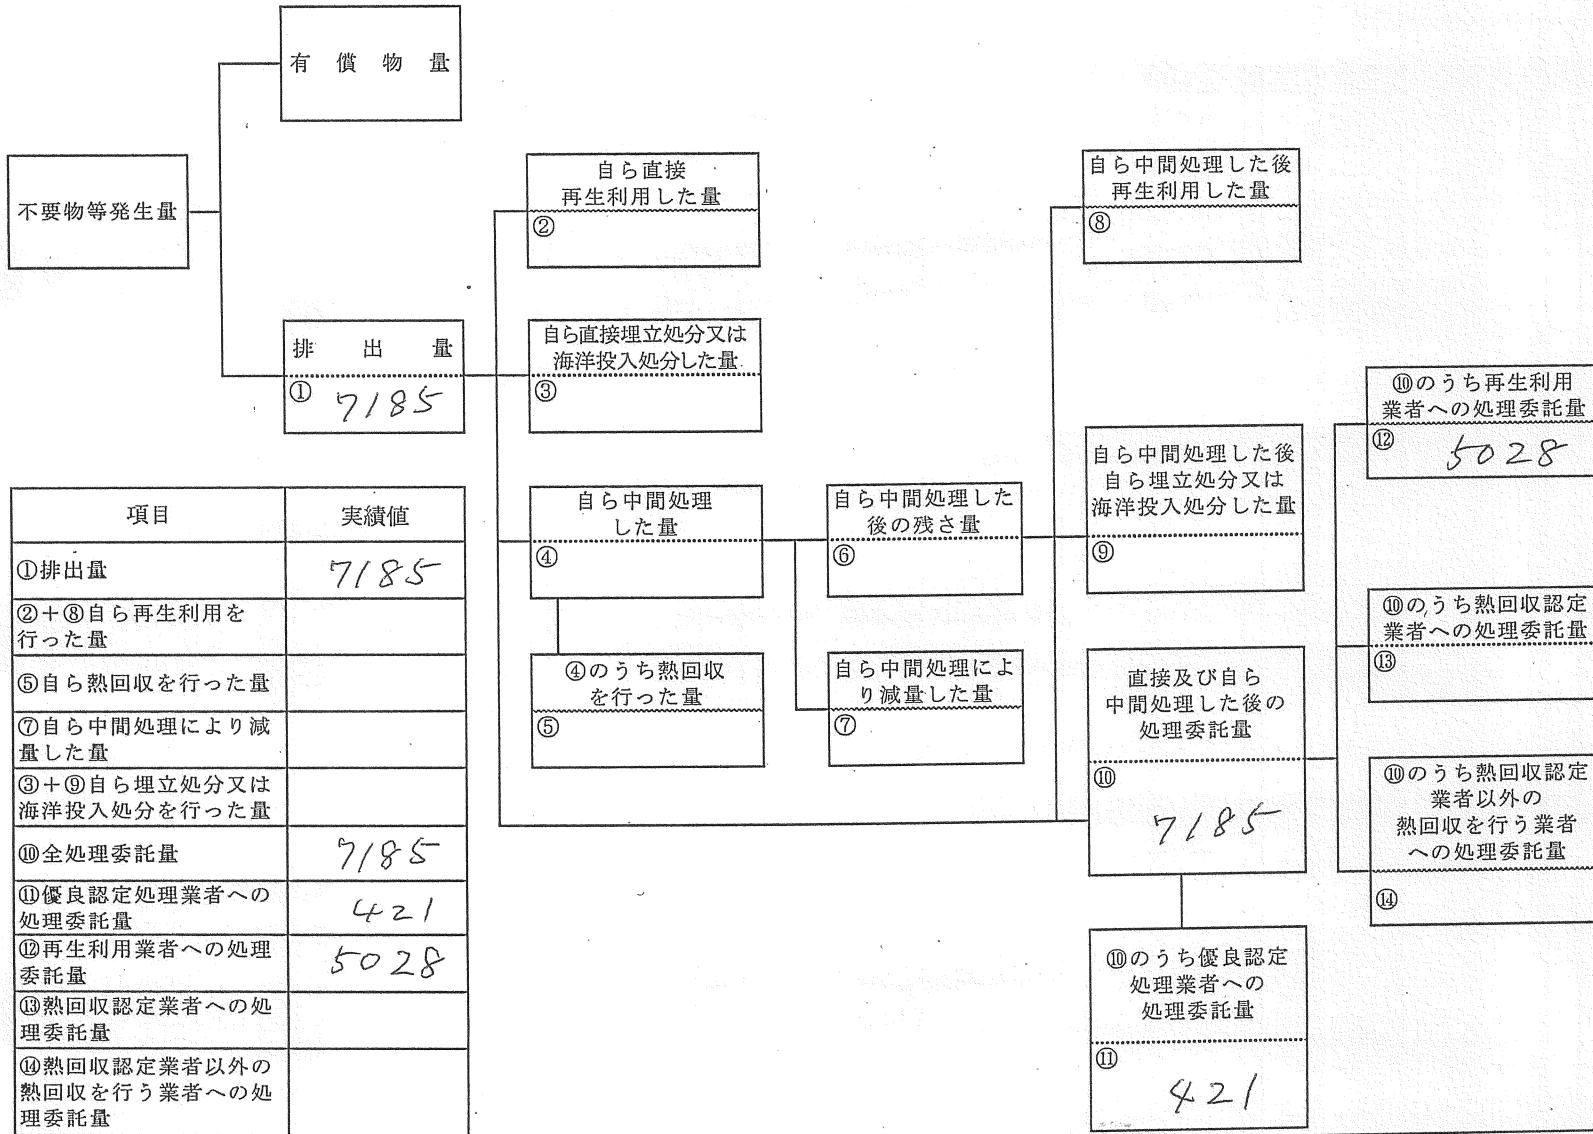 有償物量
不要物等発生量
自ら直接
再生利用した量
②
自ら中間処理した後
再生利用した量
⑧
排出量
① 7185
自ら直接埋立処分又は
海洋投入処分した量
③
⑩のうち再生利用
業者への処理委託量
⑫ 5028
自ら中間処理
した量
④
自ら中間処理した
後の残さ量
⑥
自ら中間処理した後
自ら埋立処分又は
海洋投入処分した量
⑨
⑩のうち熱回収認定
業者への処理委託量
⑬
④のうち熱回収
を行った量
⑤
自ら中間処理によ
り減量した量
⑦
直接及び自ら
中間処理した後の
処理委託量
⑩
7185
⑩のうち熱回収認定
業者以外の
熱回収を行う業者
への処理委託量
⑭
⑩のうち優良認定
処理業者への
処理委託量
⑪
421
項目 実績値
①排出量 7185
②+⑧自ら再生利用を
行った量
⑤自ら熱回収を行った量
⑦自ら中間処理により減
量した量
③+⑨自ら埋立処分又は
海洋投入処分を行った量
⑩全処理委託量 7185
⑪優良認定処理業者への
処理委託量 421
⑫再生利用業者への処理
委託量 5028
⑬熱回収認定業者への処
理委託量
⑭熱回収認定業者以外の
熱回収を行う業者への処
理委託量